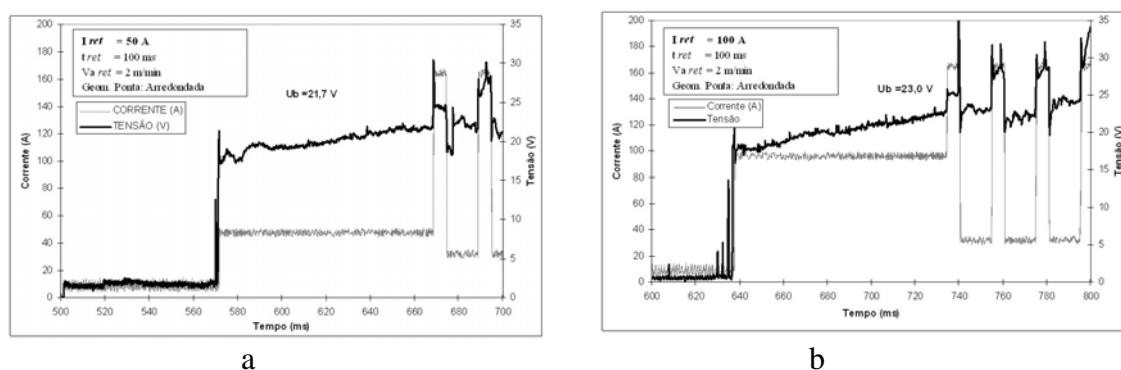 I ret = 50 A
t ret = 100 ms
Va ret = 2 m/min
Geom. Ponta: Arredondada
CORRENTE (A)
TENSÃO (V)
Ub =21,7 V
Corrente (A)
200
180
160
140
120
100
80
60
40
20
0
Tensão (V)
35
30
25
20
15
10
5
0
500 520 540 560 580 600 620 640 660 680 700
Tempo (ms)
a
I ret = 100 A
t ret = 100 ms
Va ret = 2 m/min
Geom. Ponta: Arredondada
Corrente (A)
Tensão
Ub =23,0 V
Corrente (A)
200
180
160
140
120
100
80
60
40
20
0
Tensão (V)
35
30
25
20
15
10
5
0
600 620 640 660 680 700 720 740 760 780 800
Tempo (ms)
b